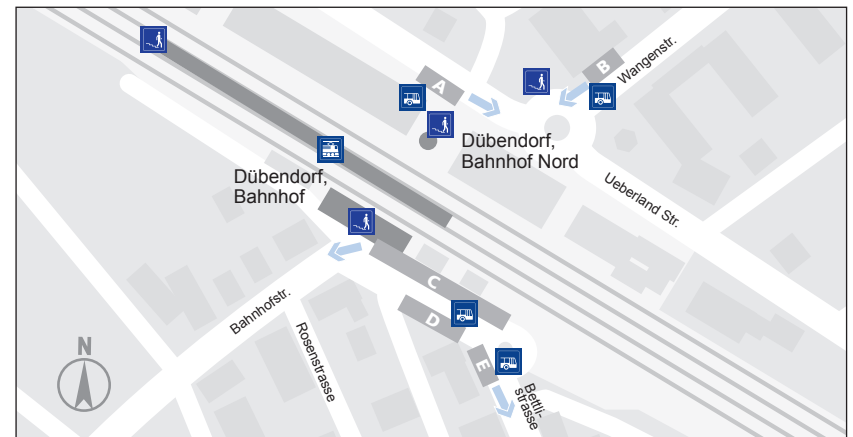 Wangenstr.
B
A
Dübendorf,
Bahnhof Nord
Dübendorf,
Bahnhof
Ueberland Str.
C
Bahnhofstr.
D
Rosenstrasse
N
E
Bettli-
strasse